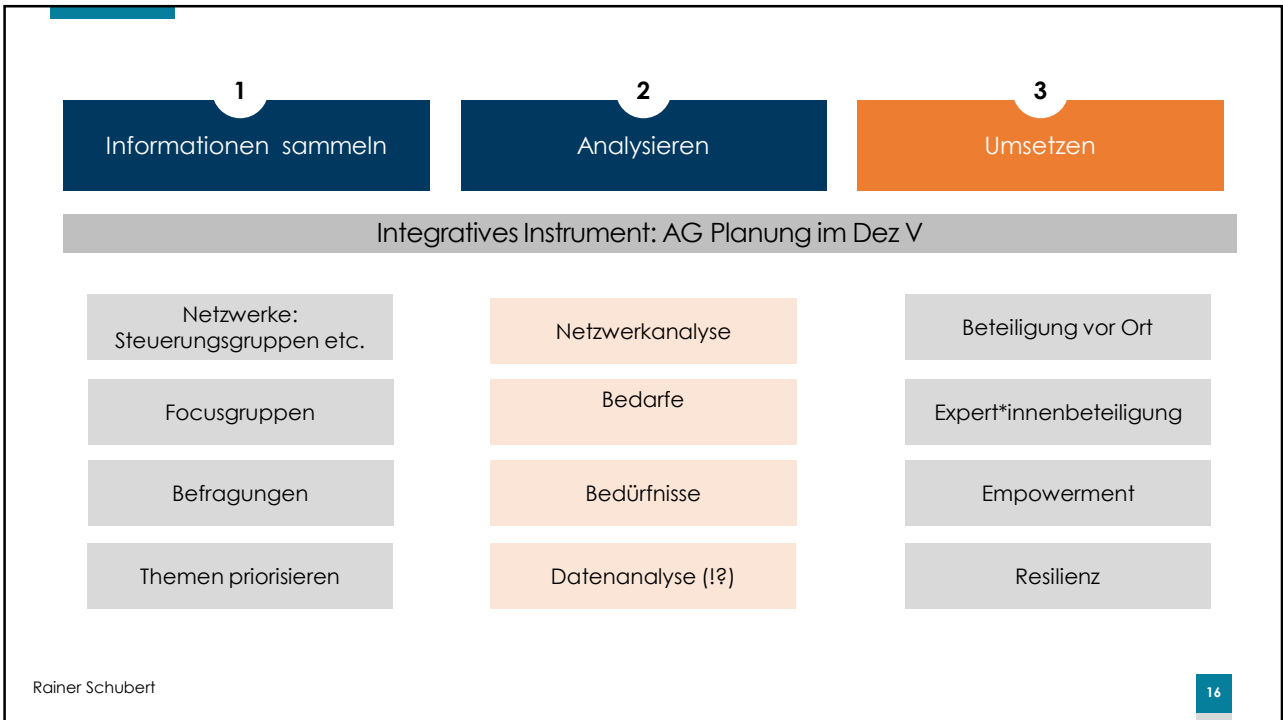 1
Informationen sammeln
2
Analysieren
3
Umsetzen
Integratives Instrument: AG Planung im Dez V
Netzwerke:
Steuerungsgruppen etc.
Focusgruppen
Befragungen
Themen priorisieren
Netzwerkanalyse
Bedarfe
Bedürfnisse
Datenanalyse (!?)
Beteiligung vor Ort
Expert*innenbeteiligung
Empowerment
Resilienz
Rainer Schubert
16